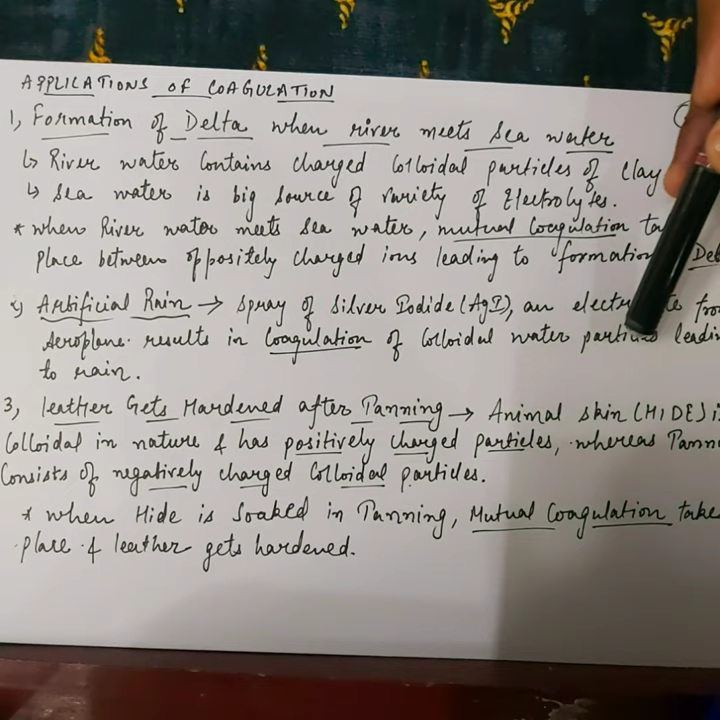 APPLICATIONS OF COAGULATION
1, Formation of Delta when river meets sea water
↳ River water contains charged colloidal particles of clay
↳ sea water is big source of variety of Electrolytes.
* when River water meets sea water, mutual coagulation
place between oppositely charged ions leading to formation
Artificial Rain → spray of silver Iodide (AgI), an
Aeroplane. results in coagulation of colloidal water
to rain.
3, leather Gets Hardened after Tanning → Animal skin (HIDE)
colloidal in nature & has positively charged particles, whereas
consists of negatively charged colloidal particles.
* when Hide is soaked in Tanning, Mutual Coagulation take
place & leather gets hardened.